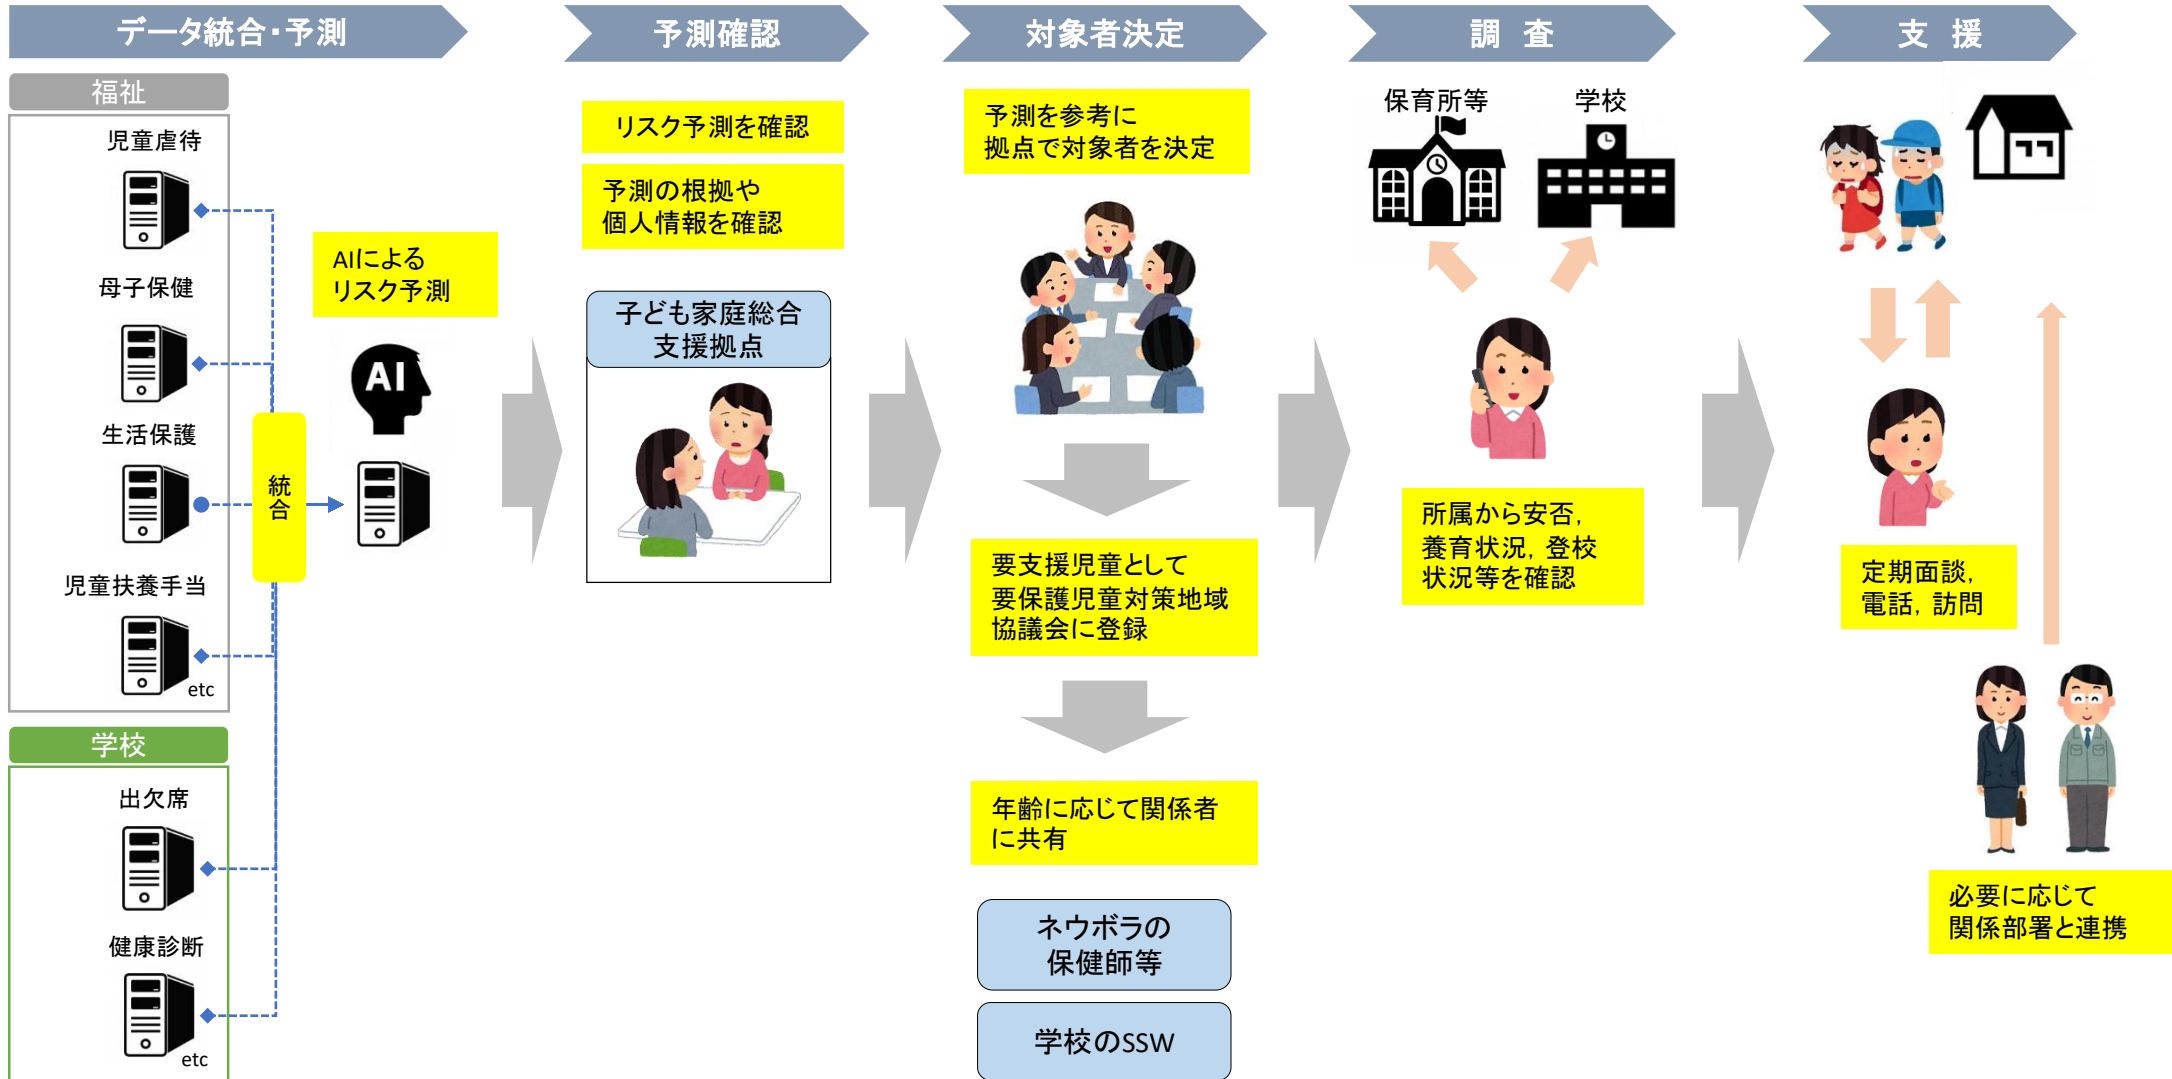 データ統合・予測
福祉
児童虐待
母子保健
生活保護
児童扶養手当
etc
学校
出欠席
健康診断
etc
統合
AIによる
リスク予測
AI
予測確認
リスク予測を確認
予測の根拠や
個人情報を確認
子ども家庭総合
支援拠点
対象者決定
予測を参考に
拠点で対象者を決定
要支援児童として
要保護児童対策地域
協議会に登録
年齢に応じて関係者
に共有
ネウボラの
保健師等
学校のSSW
調 査
保育所等
学校
所属から安否，
養育状況，登校
状況等を確認
支 援
定期面談，
電話，訪問
必要に応じて
関係部署と連携